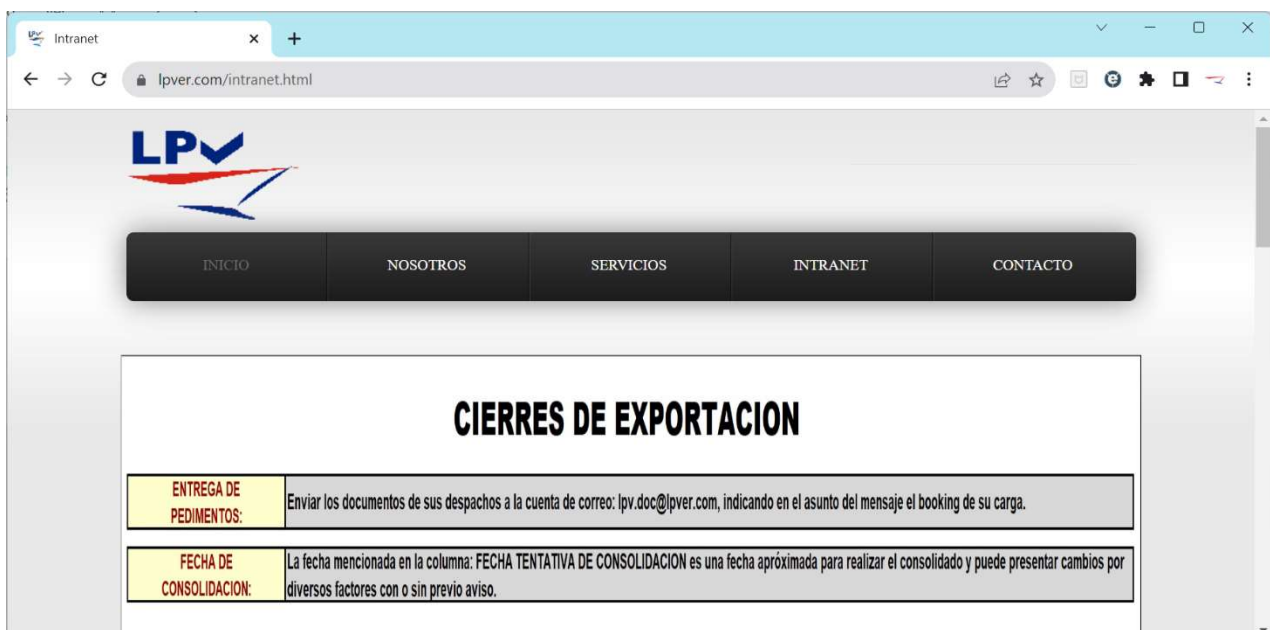 Intranet
lpver.com/intranet.html
LPV
INICIO NOSOTROS SERVICIOS INTRANET CONTACTO
CIERRES DE EXPORTACION
ENTREGA DE
PEDIMENTOS:
Enviar los documentos de sus despachos a la cuenta de correo: lpv.doc@lpver.com, indicando en el asunto del mensaje el booking de su carga.
FECHA DE
CONSOLIDACION:
La fecha mencionada en la columna: FECHA TENTATIVA DE CONSOLIDACION es una fecha apróximada para realizar el consolidado y puede presentar cambios por
diversos factores con o sin previo aviso.